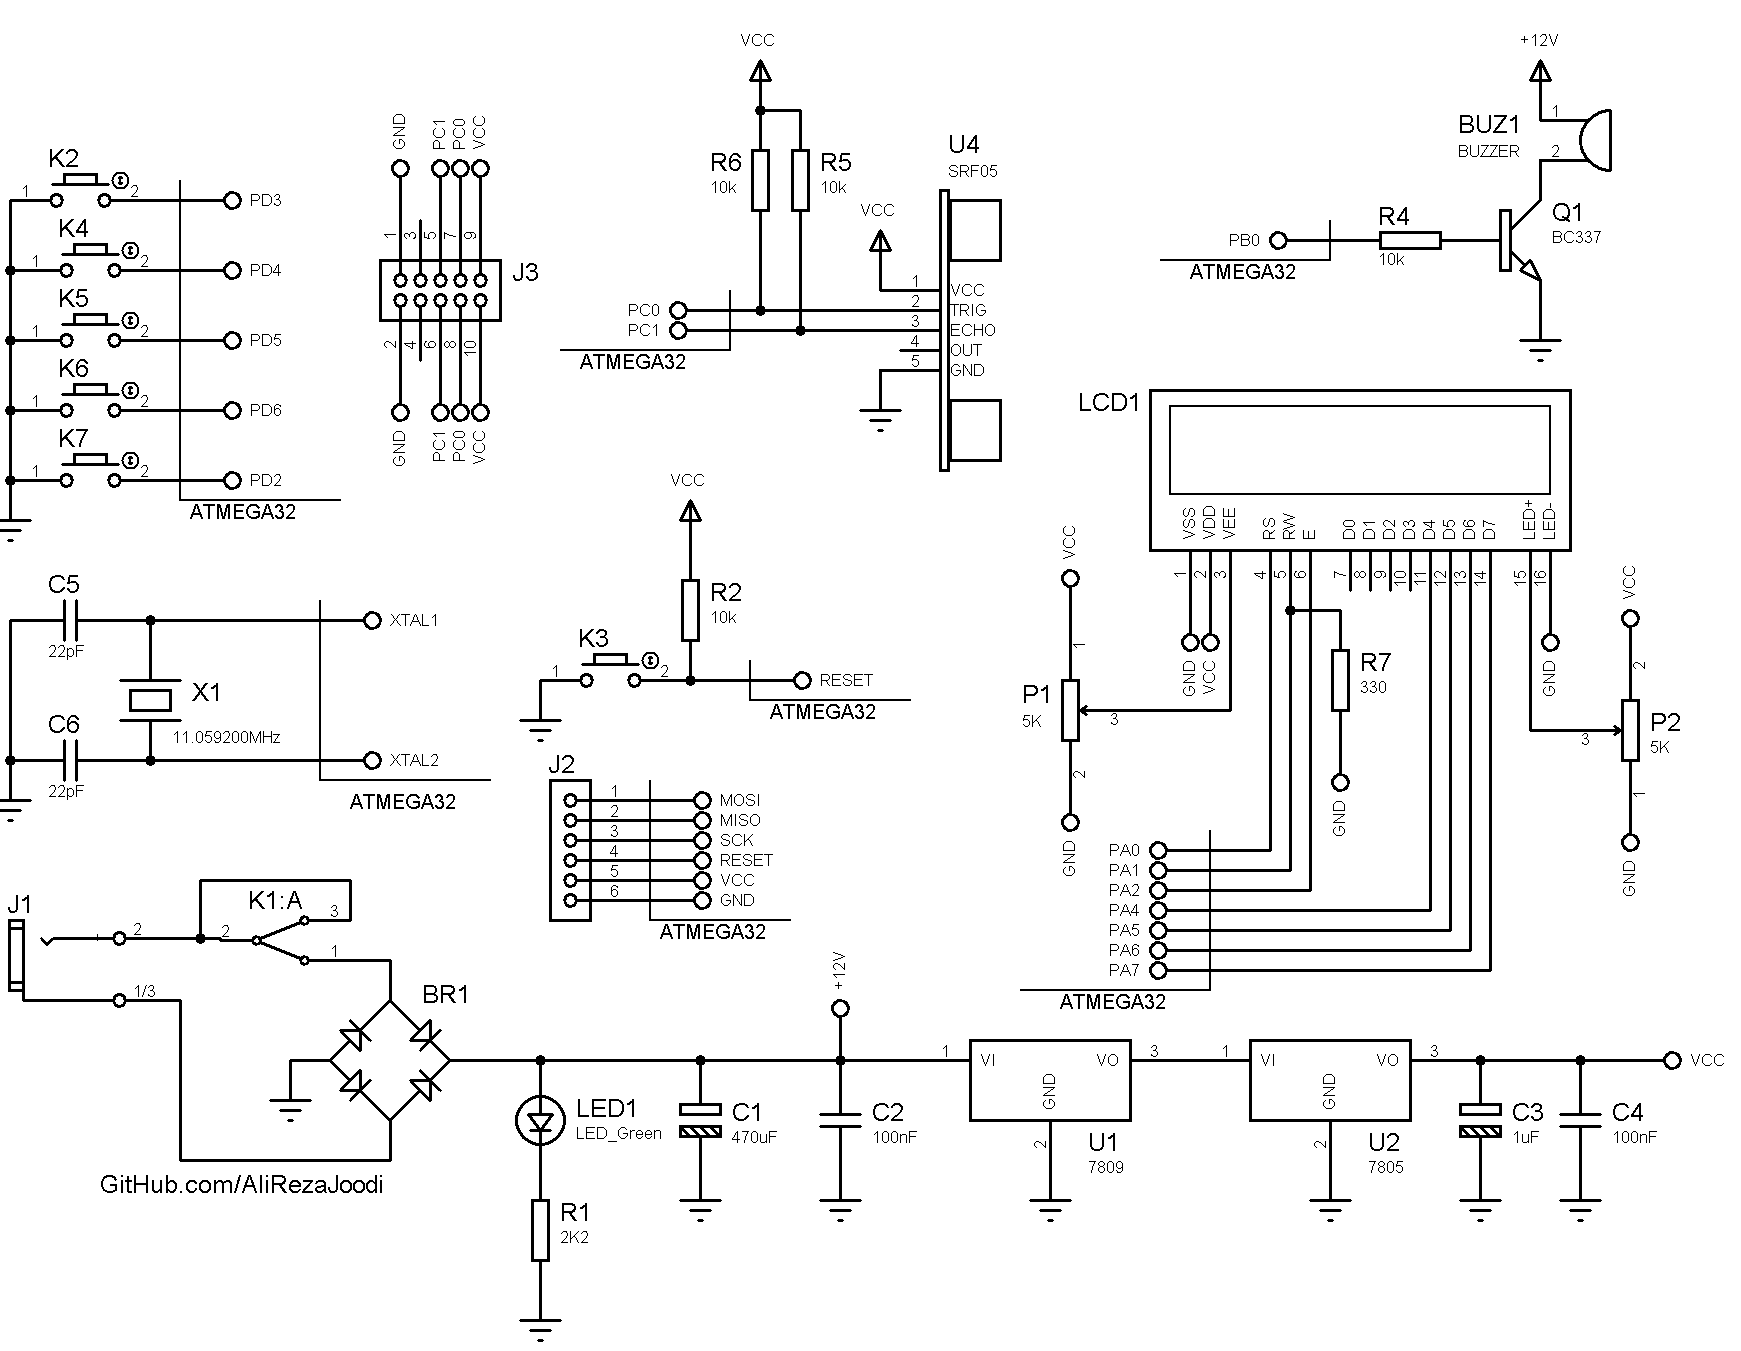 VCC
R6
10k
R5
10k
U4
SRF05
VCC
1
VCC
2
TRIG
3
ECHO
4
OUT
5
GND
PC0
PC1
ATMEGA32
+12V
BUZ1
BUZZER
1
2
PB0
ATMEGA32
R4
10k
Q1
BC337
K2
1
2
PD3
K4
1
2
PD4
K5
1
2
PD5
K6
1
2
PD6
K7
1
2
PD2
ATMEGA32
GND
PC1
PC0
VCC
1
3
5
7
9
J3
2
4
6
8
10
GND
PC1
PC0
VCC
LCD1
VSS
VDD
VEE
RS
RW
E
D0
D1
D2
D3
D4
D5
D6
D7
LED+
LED-
1
2
3
4
5
6
7
8
9
10
11
12
13
14
15
16
GND
VCC
GND
VCC
1
P1
5K
3
2
GND
R7
330
GND
VCC
2
P2
5K
3
1
GND
PA0
PA1
PA2
PA4
PA5
PA6
PA7
ATMEGA32
C5
22pF
XTAL1
X1
11.059200MHz
C6
22pF
XTAL2
ATMEGA32
VCC
R2
10k
K3
1
2
RESET
ATMEGA32
J2
1
MOSI
2
MISO
3
SCK
4
RESET
5
VCC
6
GND
ATMEGA32
J1
2
1/3
K1:A
2
3
1
BR1
GitHub.com/AliRezaJoodi
LED1
LED_Green
R1
2K2
C1
470uF
+12V
C2
100nF
1
VI
VO
3
GND
2
U1
7809
1
VI
VO
3
GND
2
U2
7805
C3
1uF
C4
100nF
VCC